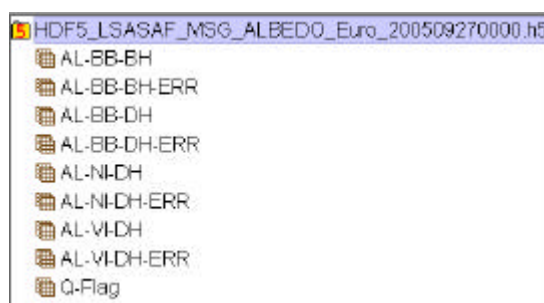 HDF5_LSASAF_MSG_ALBEDO_Euro_200509270000.h5
AL-BB-BH
AL-BB-BH-ERR
AL-BB-DH
AL-BB-DH-ERR
AL-NI-DH
AL-NI-DH-ERR
AL-VI-DH
AL-VI-DH-ERR
Q-Flag